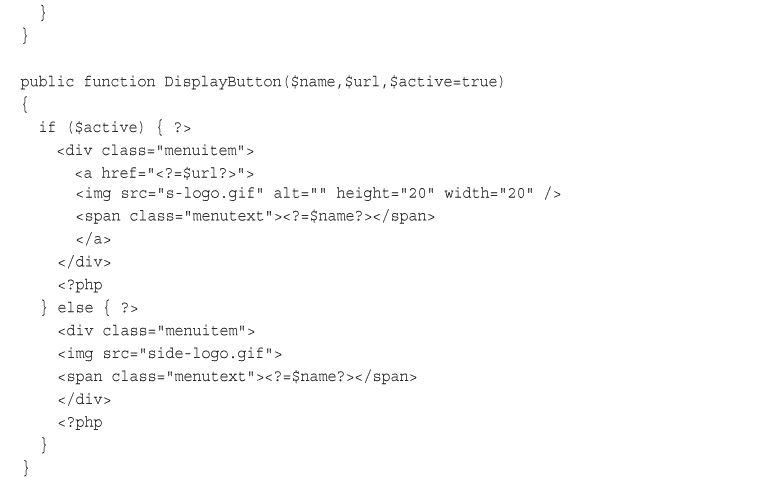 }
}

public function DisplayButton($name,$url,$active=true)
{
  if ($active) { ?>
    <div class="menuitem">
      <a href="<?=$url?>">
      <img src="s-logo.gif" alt="" height="20" width="20" />
      <span class="menutext"><?=$name?></span>
      </a>
    </div>
    <?php
  } else { ?>
    <div class="menuitem">
    <img src="side-logo.gif">
    <span class="menutext"><?=$name?></span>
    </div>
    <?php
  }
}